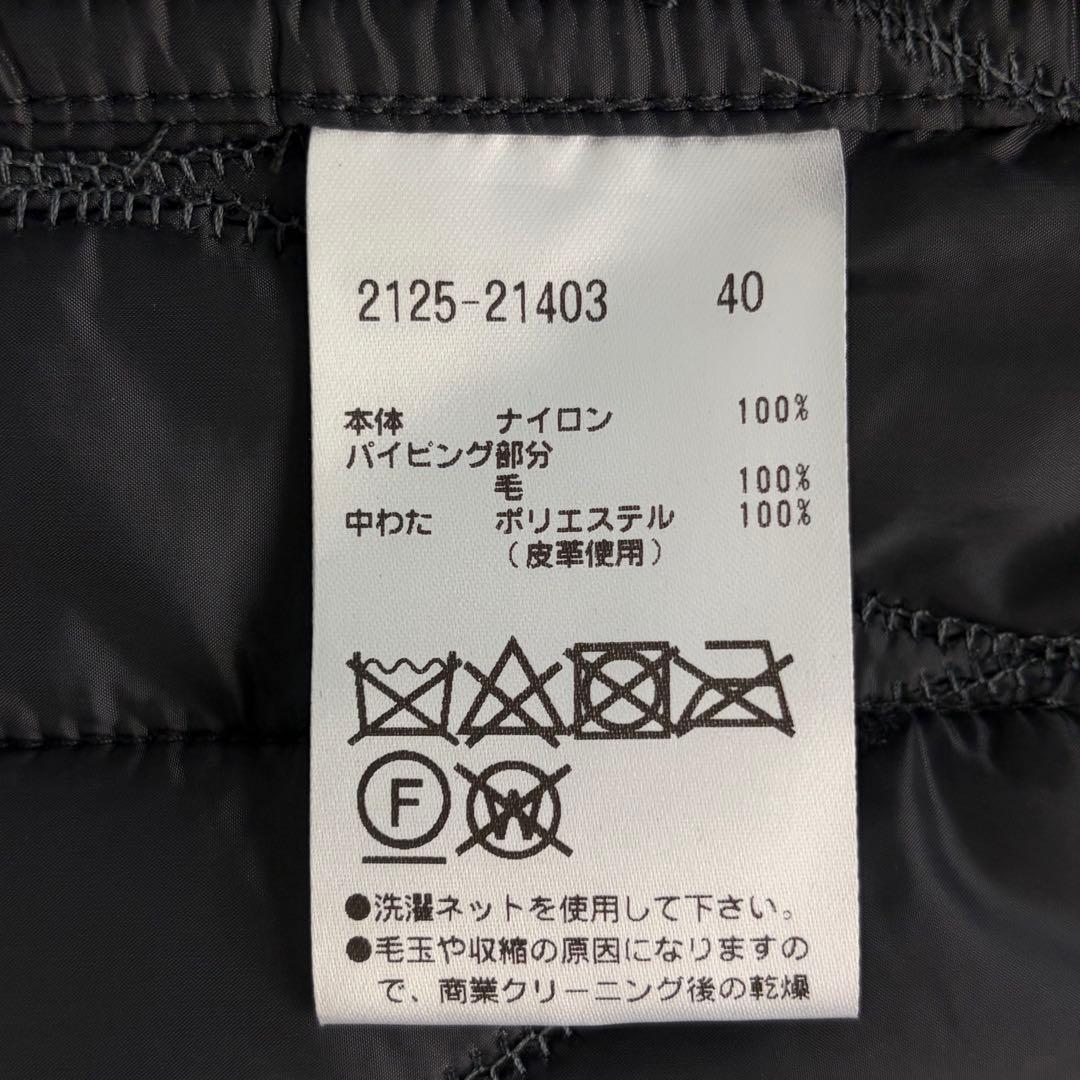 2125-21403 40
本体 ナイロン 100%
パイピング部分
毛 100%
中わた ポリエステル 100%
(皮革使用)
F
W
●洗濯ネットを使用して下さい。
●毛玉や収縮の原因になりますの
で、商業クリーニング後の乾燥